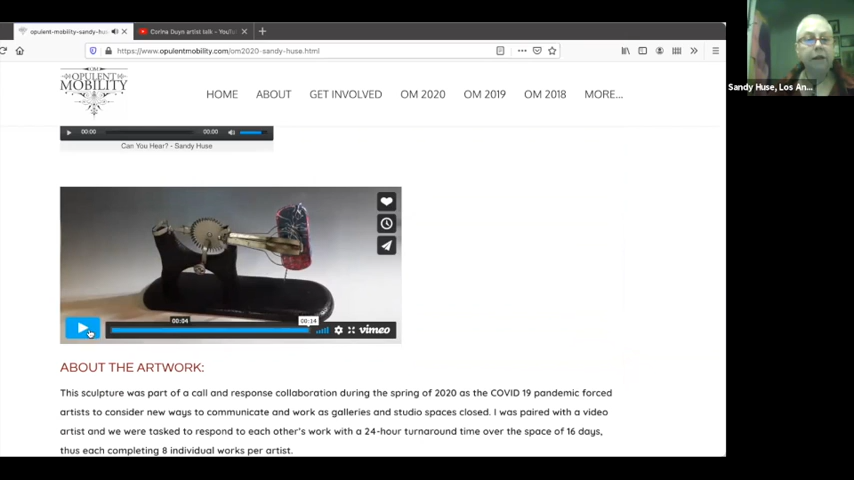 opulent-mobility-sandy-hus
Corina Duyn artist talk - YouT
https://www.opulentmobility.com/om2020-sandy-huse.html
OM
OPULENT
MOBILITY
HOME ABOUT GET INVOLVED OM 2020 OM 2019 OM 2018 MORE...
Sandy Huse, Los An...
00:00 00:00
Can You Hear? - Sandy Huse
00:04 00:14
vimeo
ABOUT THE ARTWORK:
This sculpture was part of a call and response collaboration during the spring of 2020 as the COVID 19 pandemic forced
artists to consider new ways to communicate and work as galleries and studio spaces closed. I was paired with a video
artist and we were tasked to respond to each other's work with a 24-hour turnaround time over the space of 16 days,
thus each completing 8 individual works per artist.